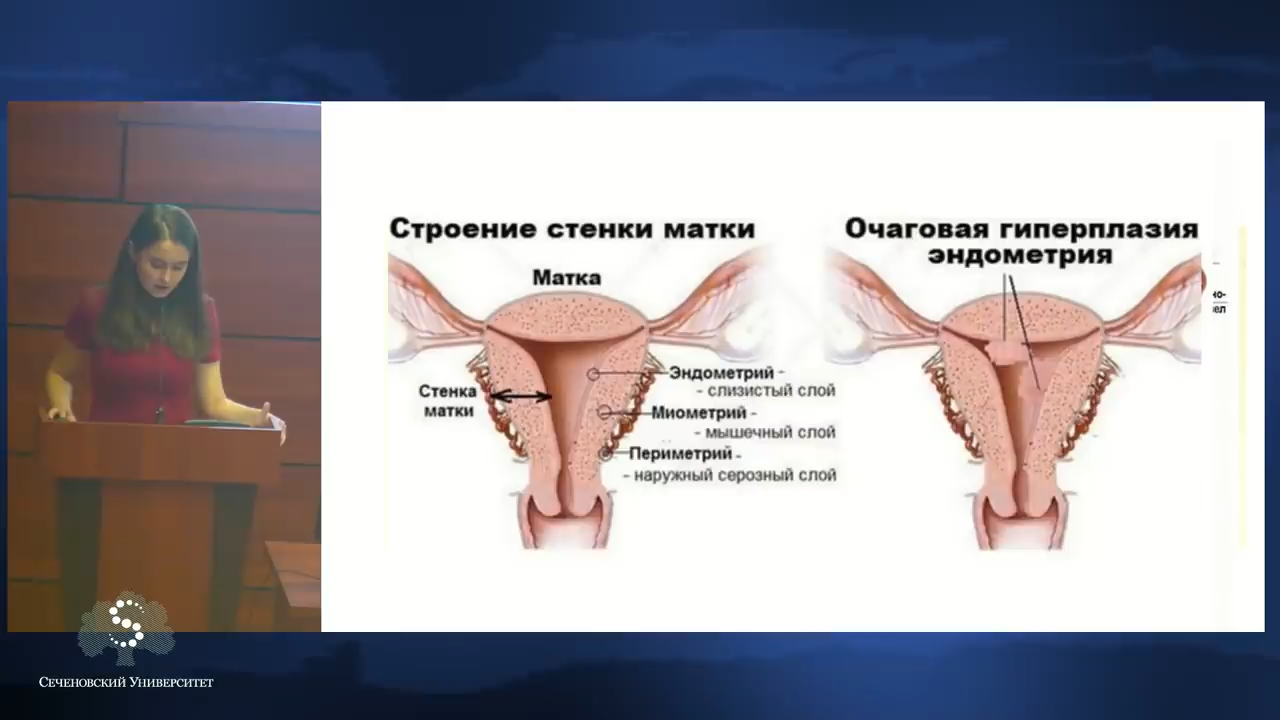 Строение стенки матки
Матка
Стенка
матки
Эндометрий -
- слизистый слой
Миометрий -
- мышечный слой
Периметрий -
- наружный серозный слой
Очаговая гиперплазия
эндометрия
Сеченовский Университет